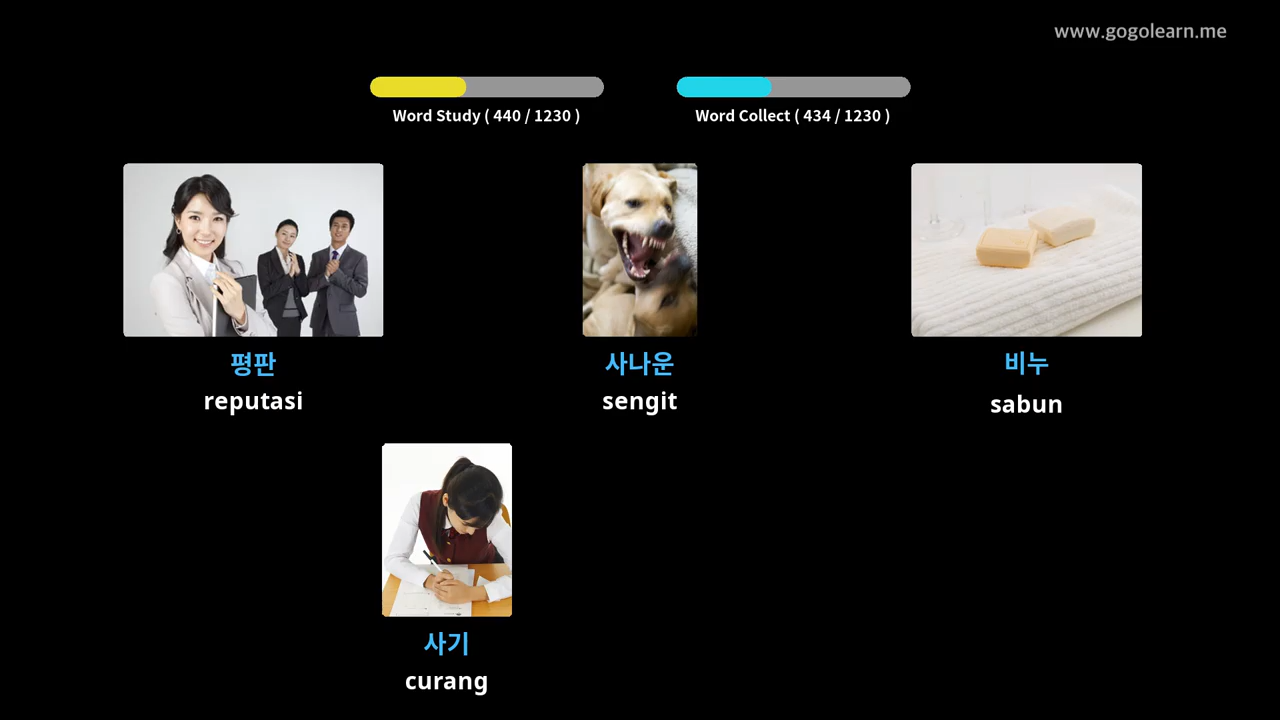 www.gogolearn.me
Word Study ( 440 / 1230 )
Word Collect ( 434 / 1230 )
평판
reputasi
사나운
sengit
비누
sabun
사기
curang